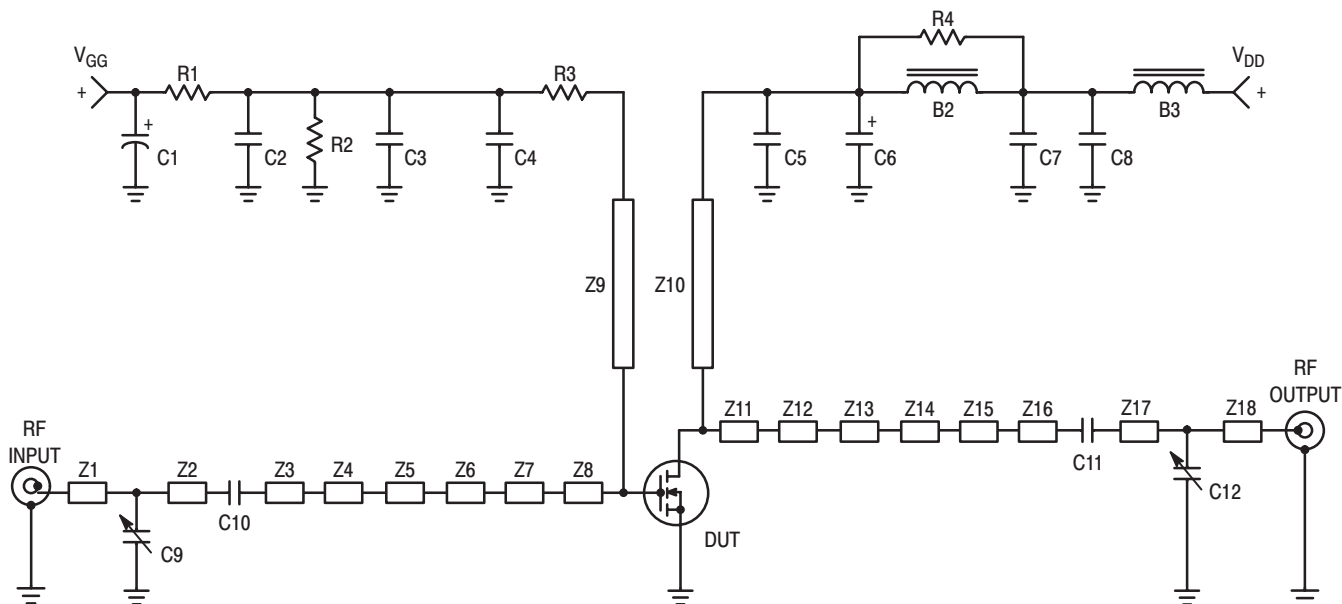 R4
V_GG
V_DD
R1
R3
+
+
B2
B3
+
+
C1
C2
R2
C3
C4
C5
C6
C7
C8
Z9
Z10
RF
OUTPUT
Z11
Z12
Z13
Z14
Z15
Z16
Z17
Z18
RF
INPUT
C11
Z1
Z2
Z3
Z4
Z5
Z6
Z7
Z8
C12
C10
DUT
C9